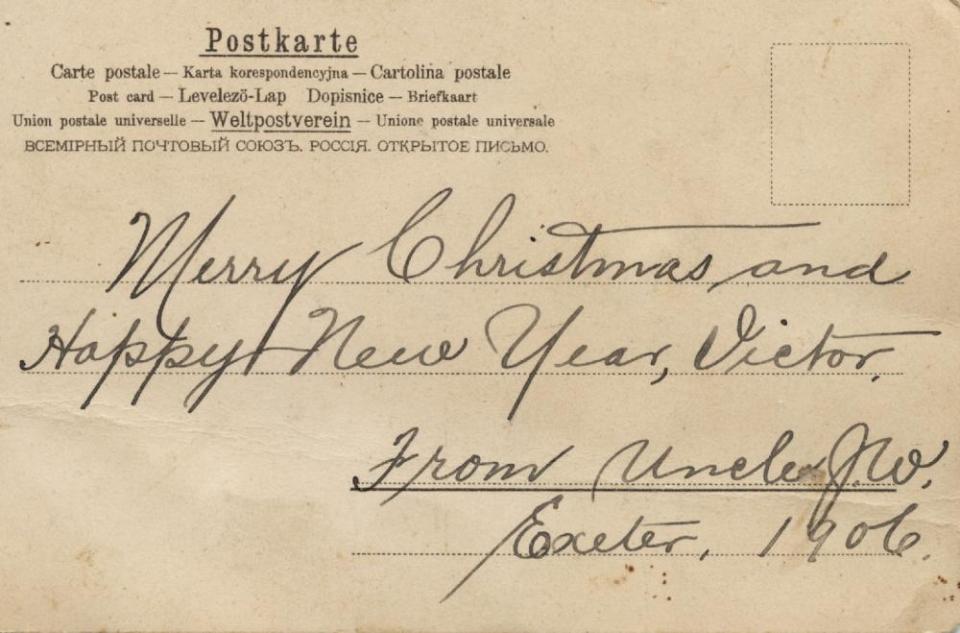 Postkarte
Carte postale — Karta korespondencyjna — Cartolina postale
Post card — Levelezö-Lap Dopisnice — Briefkaart
Union postale universelle — Weltpostverein — Unione postale universale
ВСЕМІРНЫЙ ПОЧТОВЫЙ СОЮЗЪ. РОССІЯ. ОТКРЫТОЕ ПИСЬМО.
Merry Christmas and
Happy New Year, Victor.
From Uncle J.W.
Exeter, 1906.